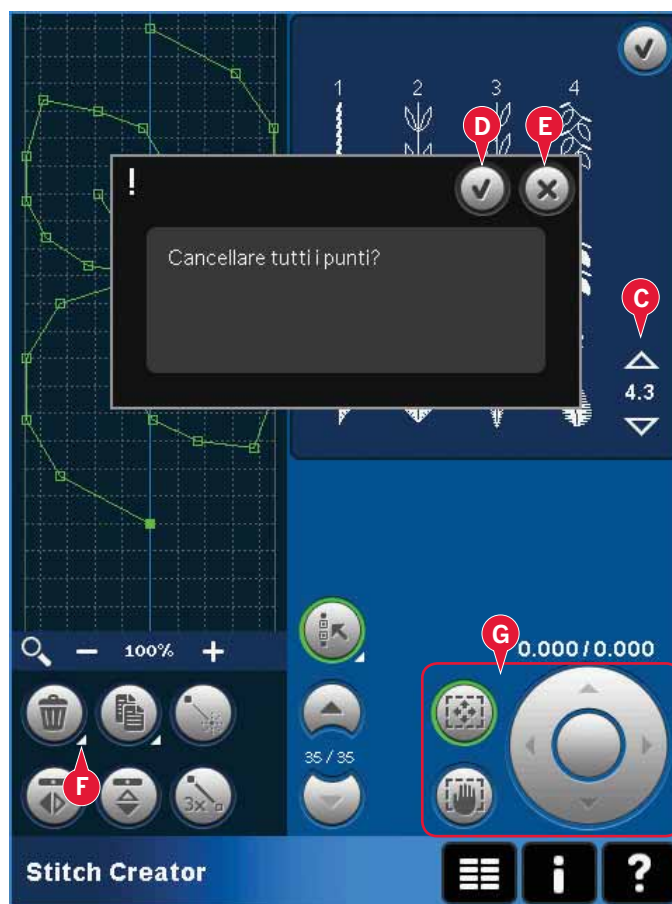 1 2 3 4
D E
!
Cancellare tutti i punti?
C
4.3
G
100%
0.000 / 0.000
35 / 35
F
3x
Stitch Creator
i ?